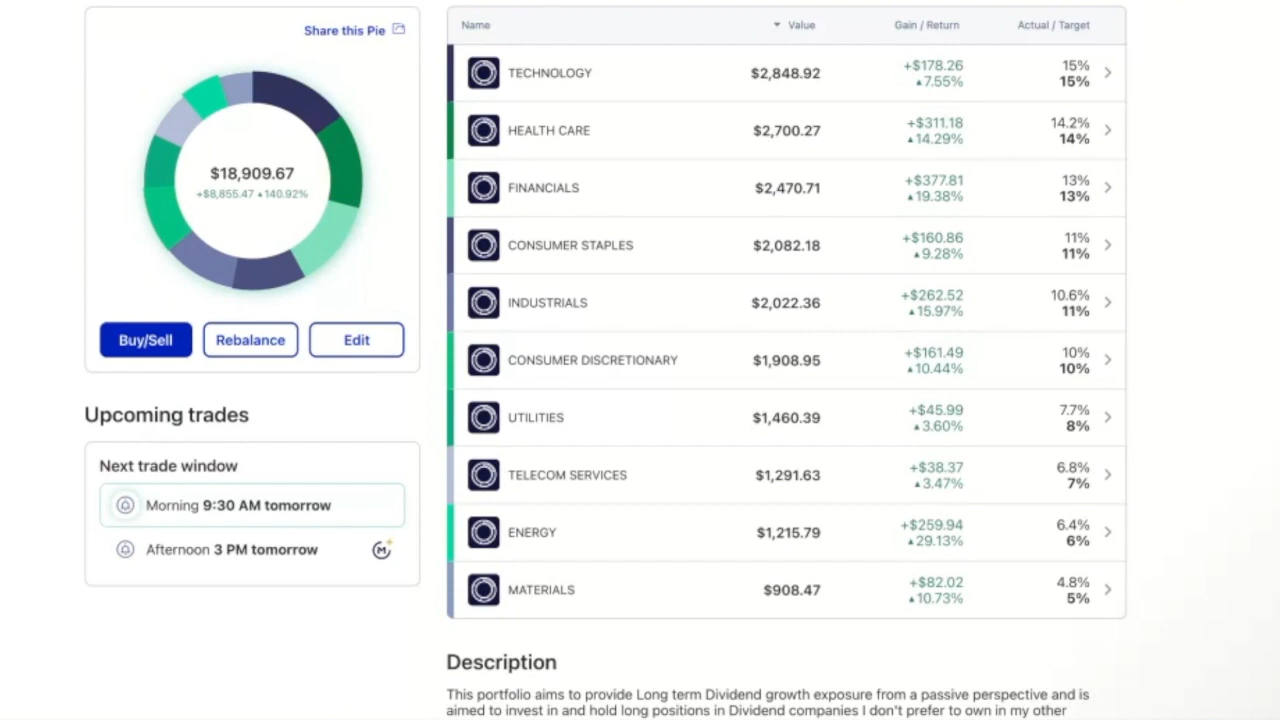 Share this Pie
$18,909.67
+$8,855.47 ▲140.92%
Buy/Sell Rebalance Edit
Upcoming trades
Next trade window
Morning 9:30 AM tomorrow
Afternoon 3 PM tomorrow
Name Value Gain / Return Actual / Target
TECHNOLOGY $2,848.92 +$178.26 15%
▲7.55% 15%
HEALTH CARE $2,700.27 +$311.18 14.2%
▲14.29% 14%
FINANCIALS $2,470.71 +$377.81 13%
▲19.38% 13%
CONSUMER STAPLES $2,082.18 +$160.86 11%
▲9.28% 11%
INDUSTRIALS $2,022.36 +$262.52 10.6%
▲15.97% 11%
CONSUMER DISCRETIONARY $1,908.95 +$161.49 10%
▲10.44% 10%
UTILITIES $1,460.39 +$45.99 7.7%
▲3.60% 8%
TELECOM SERVICES $1,291.63 +$38.37 6.8%
▲3.47% 7%
ENERGY $1,215.79 +$259.94 6.4%
▲29.13% 6%
MATERIALS $908.47 +$82.02 4.8%
▲10.73% 5%
Description
This portfolio aims to provide Long term Dividend growth exposure from a passive perspective and is
aimed to invest in and hold long positions in Dividend companies I don't prefer to own in my other